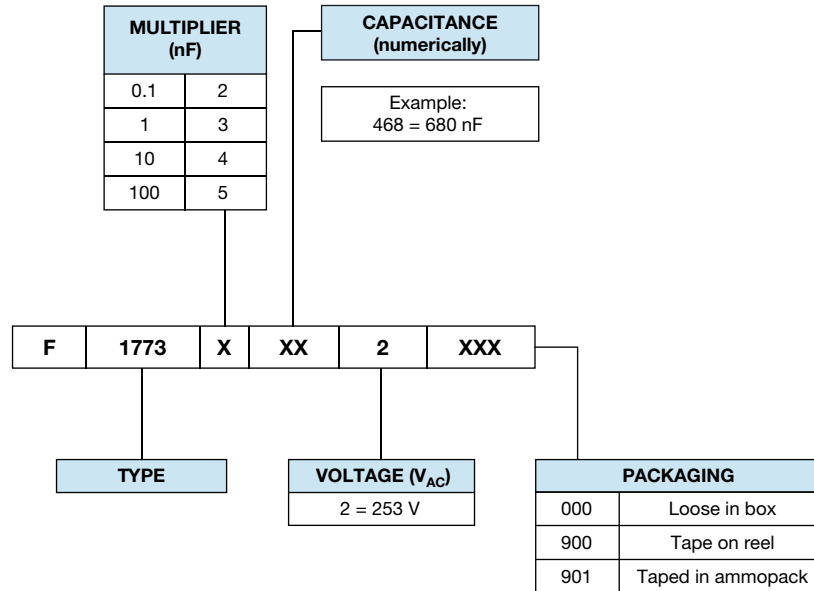 MULTIPLIER
(nF)
0.1 2
1 3
10 4
100 5
CAPACITANCE
(numerically)
Example:
468 = 680 nF
F 1773 X XX 2 XXX
TYPE
VOLTAGE (VAC)
2 = 253 V
PACKAGING
000 Loose in box
900 Tape on reel
901 Taped in ammopack